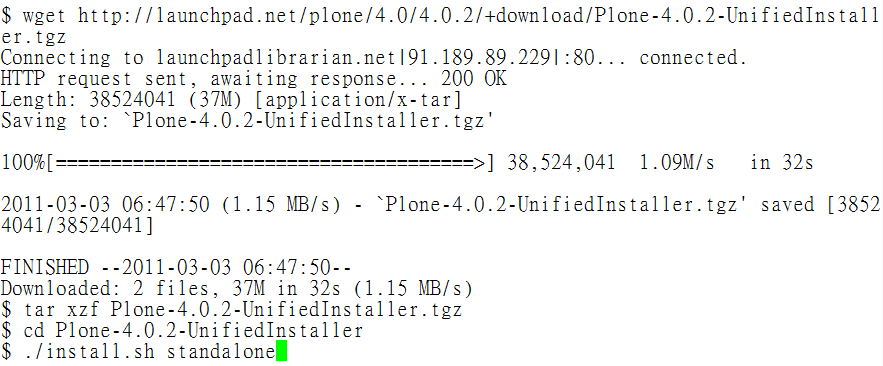 $ wget http://launchpad.net/plone/4.0/4.0.2/+download/Plone-4.0.2-UnifiedInstall
er.tgz
Connecting to launchpadlibrarian.net|91.189.89.229|:80... connected.
HTTP request sent, awaiting response... 200 OK
Length: 38524041 (37M) [application/x-tar]
Saving to: `Plone-4.0.2-UnifiedInstaller.tgz'
100%[======================================>] 38,524,041  1.09M/s   in 32s
2011-03-03 06:47:50 (1.15 MB/s) - `Plone-4.0.2-UnifiedInstaller.tgz' saved [3852
4041/38524041]
FINISHED --2011-03-03 06:47:50--
Downloaded: 2 files, 37M in 32s (1.15 MB/s)
$ tar xzf Plone-4.0.2-UnifiedInstaller.tgz
$ cd Plone-4.0.2-UnifiedInstaller
$ ./install.sh standalone